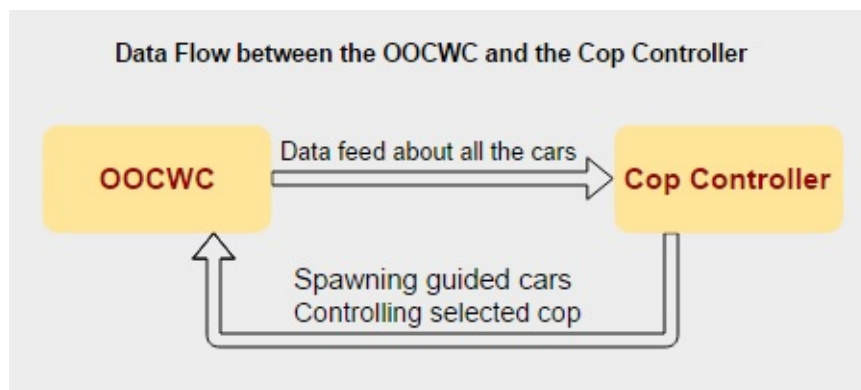 Data Flow between the OOCWC and the Cop Controller
Data feed about all the cars
OOCWC
Cop Controller
Spawning guided cars
Controlling selected cop